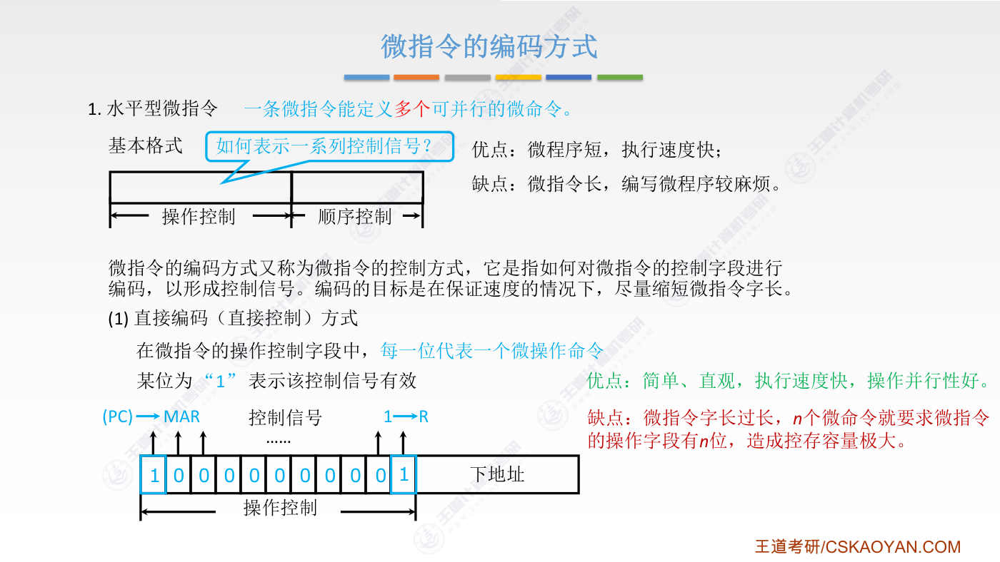 微指令的编码方式
1. 水平型微指令 一条微指令能定义多个可并行的微命令。
基本格式 如何表示一系列控制信号？
优点：微程序短，执行速度快；
缺点：微指令长，编写微程序较麻烦。
操作控制 顺序控制
微指令的编码方式又称为微指令的控制方式，它是指如何对微指令的控制字段进行
编码，以形成控制信号。编码的目标是在保证速度的情况下，尽量缩短微指令字长。
(1) 直接编码（直接控制）方式
在微指令的操作控制字段中，每一位代表一个微操作命令
某位为“1”表示该控制信号有效
优点：简单、直观，执行速度快，操作并行性好。
缺点：微指令字长过长，n个微命令就要求微指令
的操作字段有n位，造成控存容量极大。
(PC) → MAR 控制信号 1 → R
……
1 0 0 0 0 0 0 0 0 0 1 下地址
操作控制
王道考研/CSKAOYAN.COM